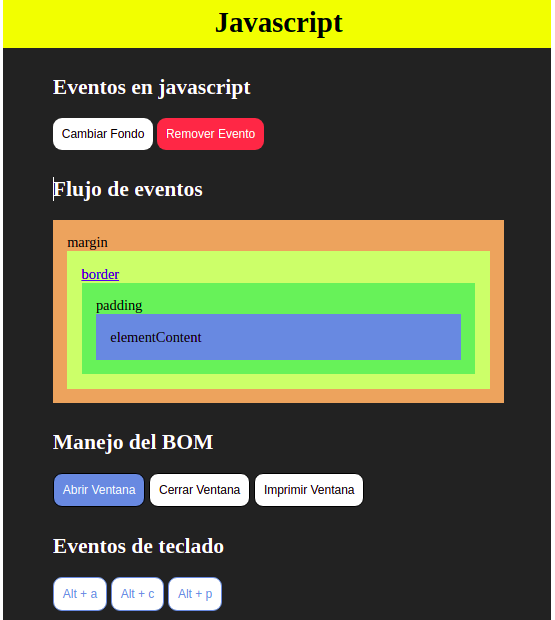 Javascript
Eventos en javascript
Cambiar Fondo Remover Evento
Flujo de eventos
margin
border
padding
elementContent
Manejo del BOM
Abrir Ventana Cerrar Ventana Imprimir Ventana
Eventos de teclado
Alt + a Alt + c Alt + p